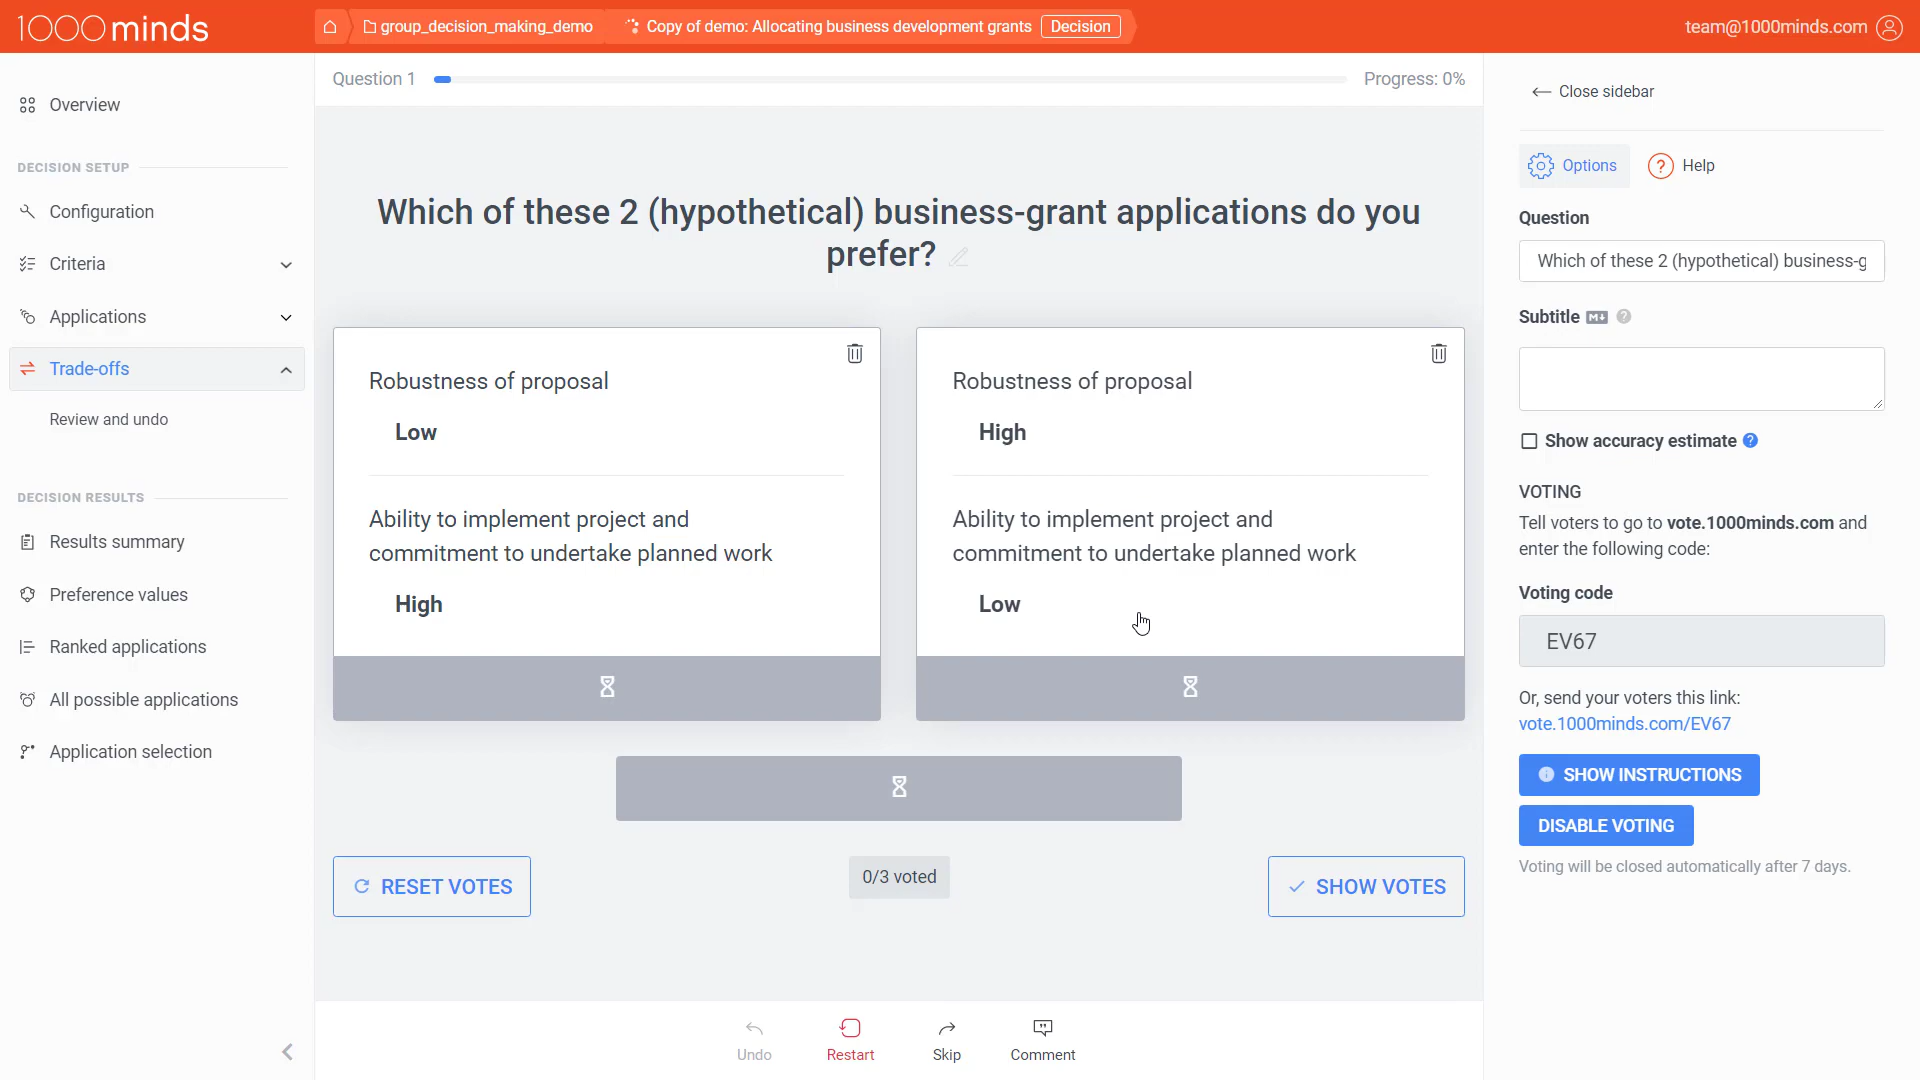 1000minds
group_decision_making_demo
Copy of demo: Allocating business development grants
Decision
team@1000minds.com
Overview
DECISION SETUP
Configuration
Criteria
Applications
Trade-offs
Review and undo
DECISION RESULTS
Results summary
Preference values
Ranked applications
All possible applications
Application selection
Question 1
Progress: 0%
Which of these 2 (hypothetical) business-grant applications do you
prefer?
Robustness of proposal
Low
Ability to implement project and
commitment to undertake planned work
High
Robustness of proposal
High
Ability to implement project and
commitment to undertake planned work
Low
RESET VOTES
0/3 voted
SHOW VOTES
Undo
Restart
Skip
Comment
Close sidebar
Options
? Help
Question
Which of these 2 (hypothetical) business-g
Subtitle M ?
Show accuracy estimate ?
VOTING
Tell voters to go to vote.1000minds.com and
enter the following code:
Voting code
EV67
Or, send your voters this link:
vote.1000minds.com/EV67
SHOW INSTRUCTIONS
DISABLE VOTING
Voting will be closed automatically after 7 days.